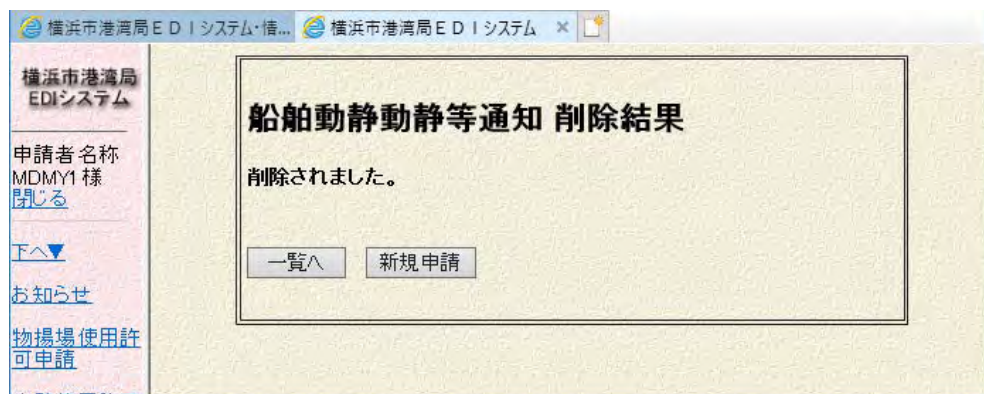 横浜市港湾局ＥＤＩシステム・情...
横浜市港湾局ＥＤＩシステム
横浜市港湾局
EDIシステム
申請者名称
MDMY1 様
閉じる
下へ▼
お知らせ
物揚場使用許
可申請
船舶動静動静等通知 削除結果
削除されました。
一覧へ 新規申請